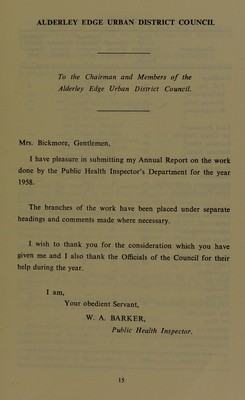 ALDERLEY EDGE URBAN DISTRICT COUNCIL
To the Chairman and Members of the
Alderley Edge Urban District Council.
Mrs. Bickmore, Gentlemen,
I have pleasure in submitting my Annual Report on the work
done by the Public Health Inspector's Department for the year
1958.
The branches of the work have been placed under separate
headings and comments made where necessary.
I wish to thank you for the consideration which you have
given me and I also thank the Officials of the Council for their
help during the year.
I am,
Your obedient Servant,
W. A. BARKER,
Public Health Inspector.
15